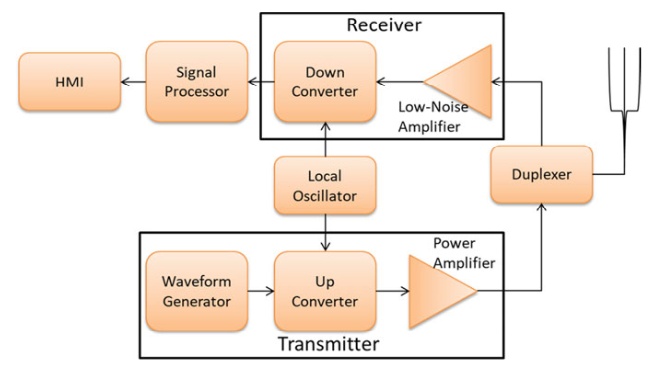 Receiver
HMI
Signal
Processor
Down
Converter
Low-Noise
Amplifier
Local
Oscillator
Duplexer
Power
Amplifier
Waveform
Generator
Up
Converter
Transmitter